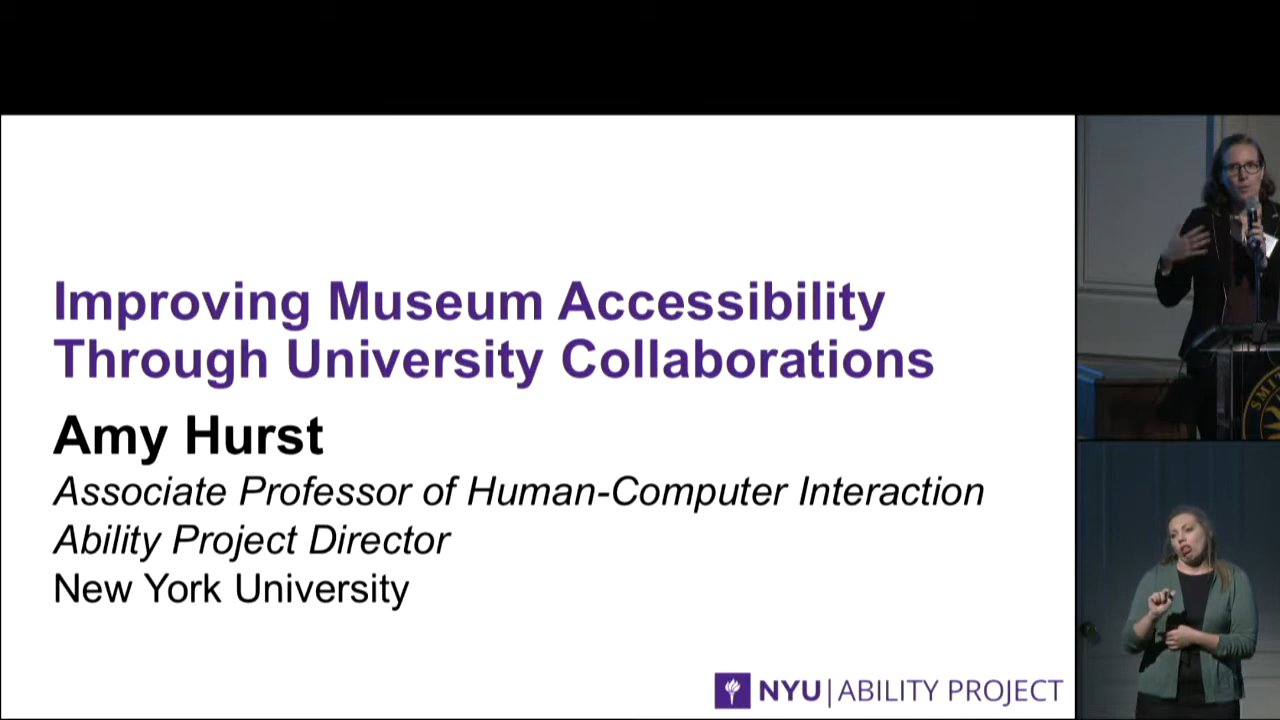 Improving Museum Accessibility
Through University Collaborations
Amy Hurst
Associate Professor of Human-Computer Interaction
Ability Project Director
New York University
NYU | ABILITY PROJECT
SMIT